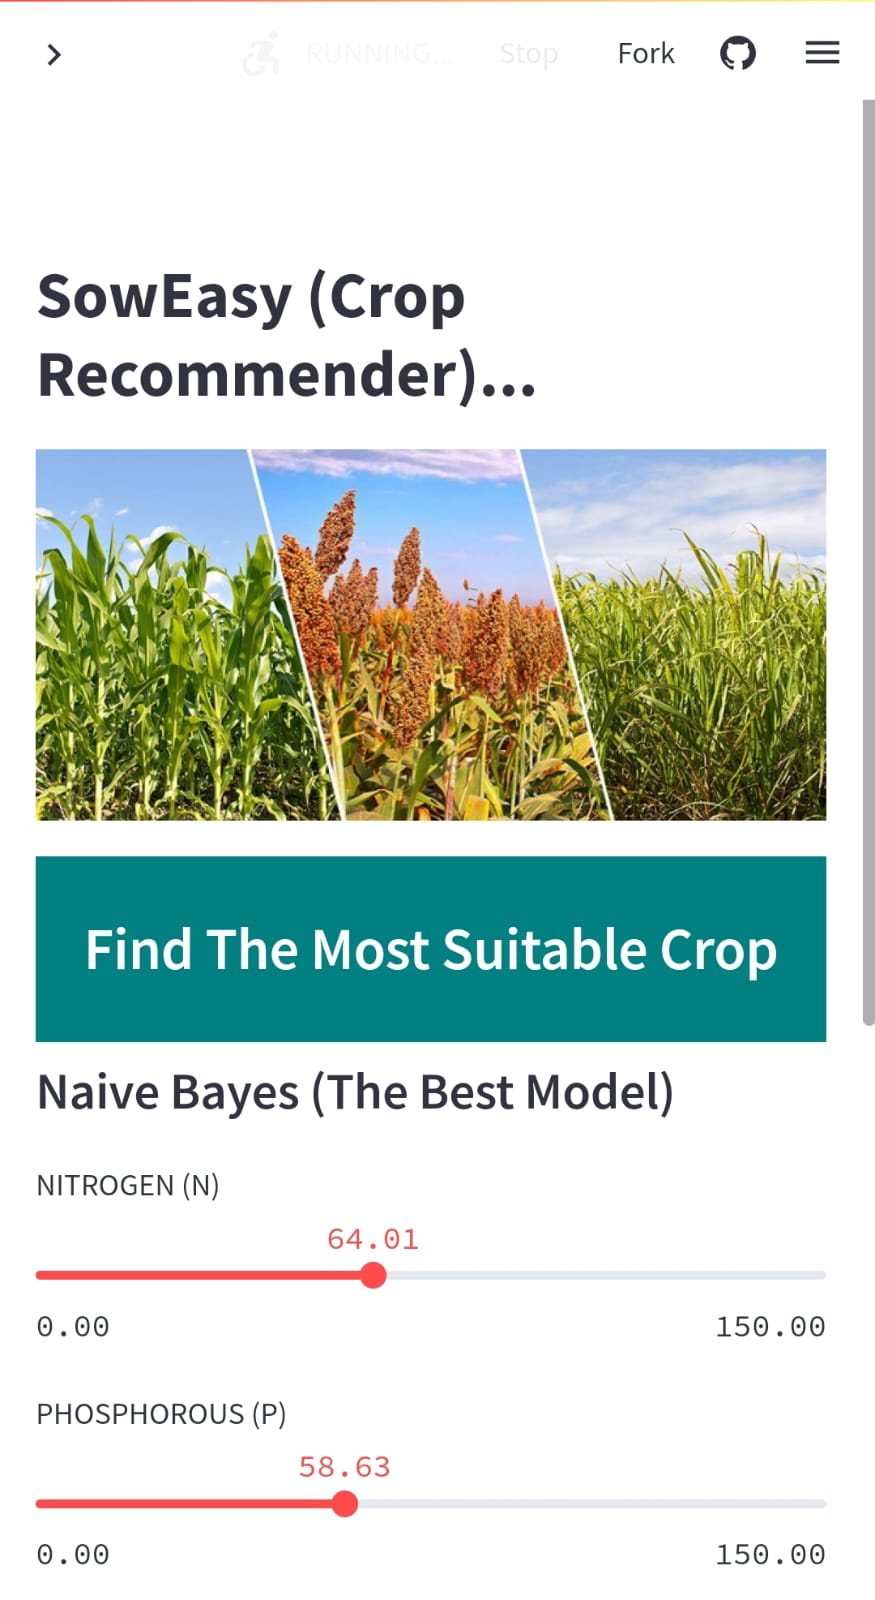 RUNNING... Stop Fork
SowEasy (Crop
Recommender)...
Find The Most Suitable Crop
Naive Bayes (The Best Model)
NITROGEN (N)
64.01
0.00 150.00
PHOSPHOROUS (P)
58.63
0.00 150.00